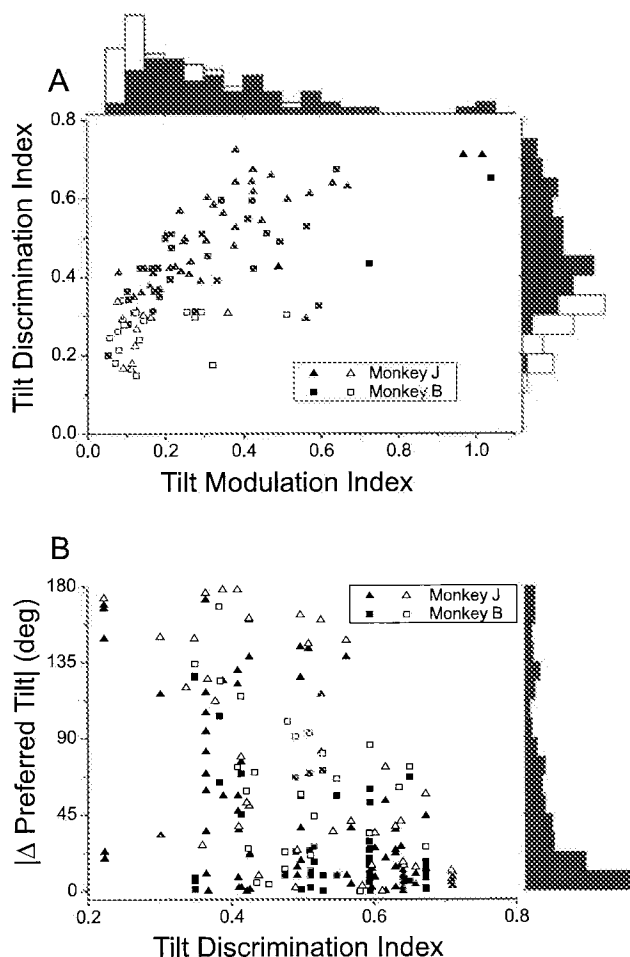 A
Tilt Discrimination Index
0.8
0.6
0.4
0.2
0.0
Monkey J
Monkey B
0.0 0.2 0.4 0.6 0.8 1.0
Tilt Modulation Index
B
|Δ Preferred Tilt| (deg)
180
135
90
45
0
Monkey J
Monkey B
0.2 0.4 0.6 0.8
Tilt Discrimination Index